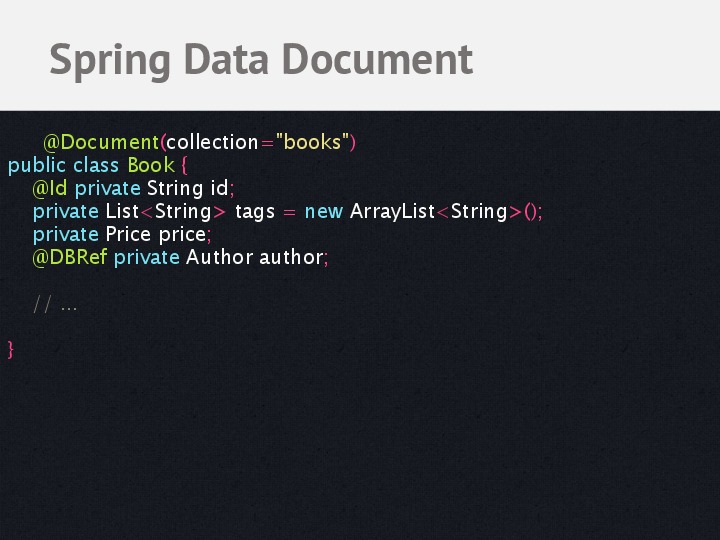 Spring Data Document
@Document(collection="books")
public class Book {
@Id private String id;
private List<String> tags = new ArrayList<String>();
private Price price;
@DBRef private Author author;
// ...
}